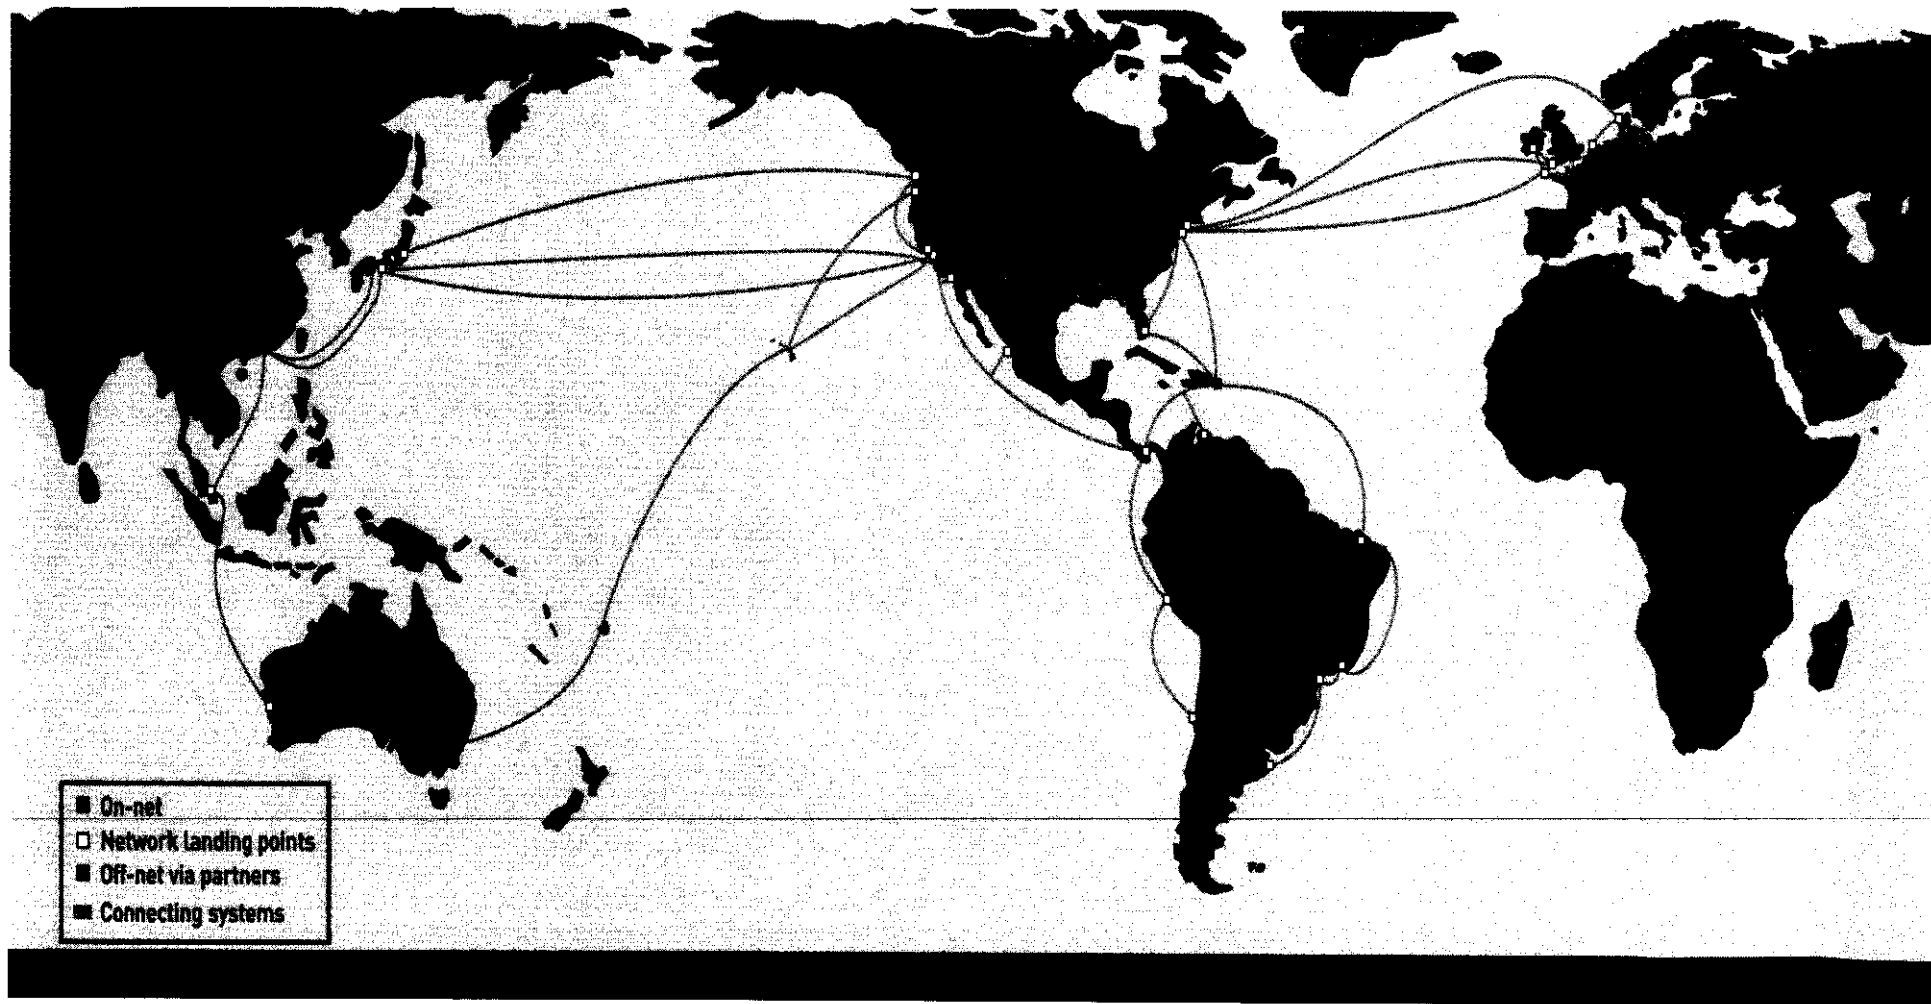 On-net
Network landing points
Off-net via partners
Connecting systems